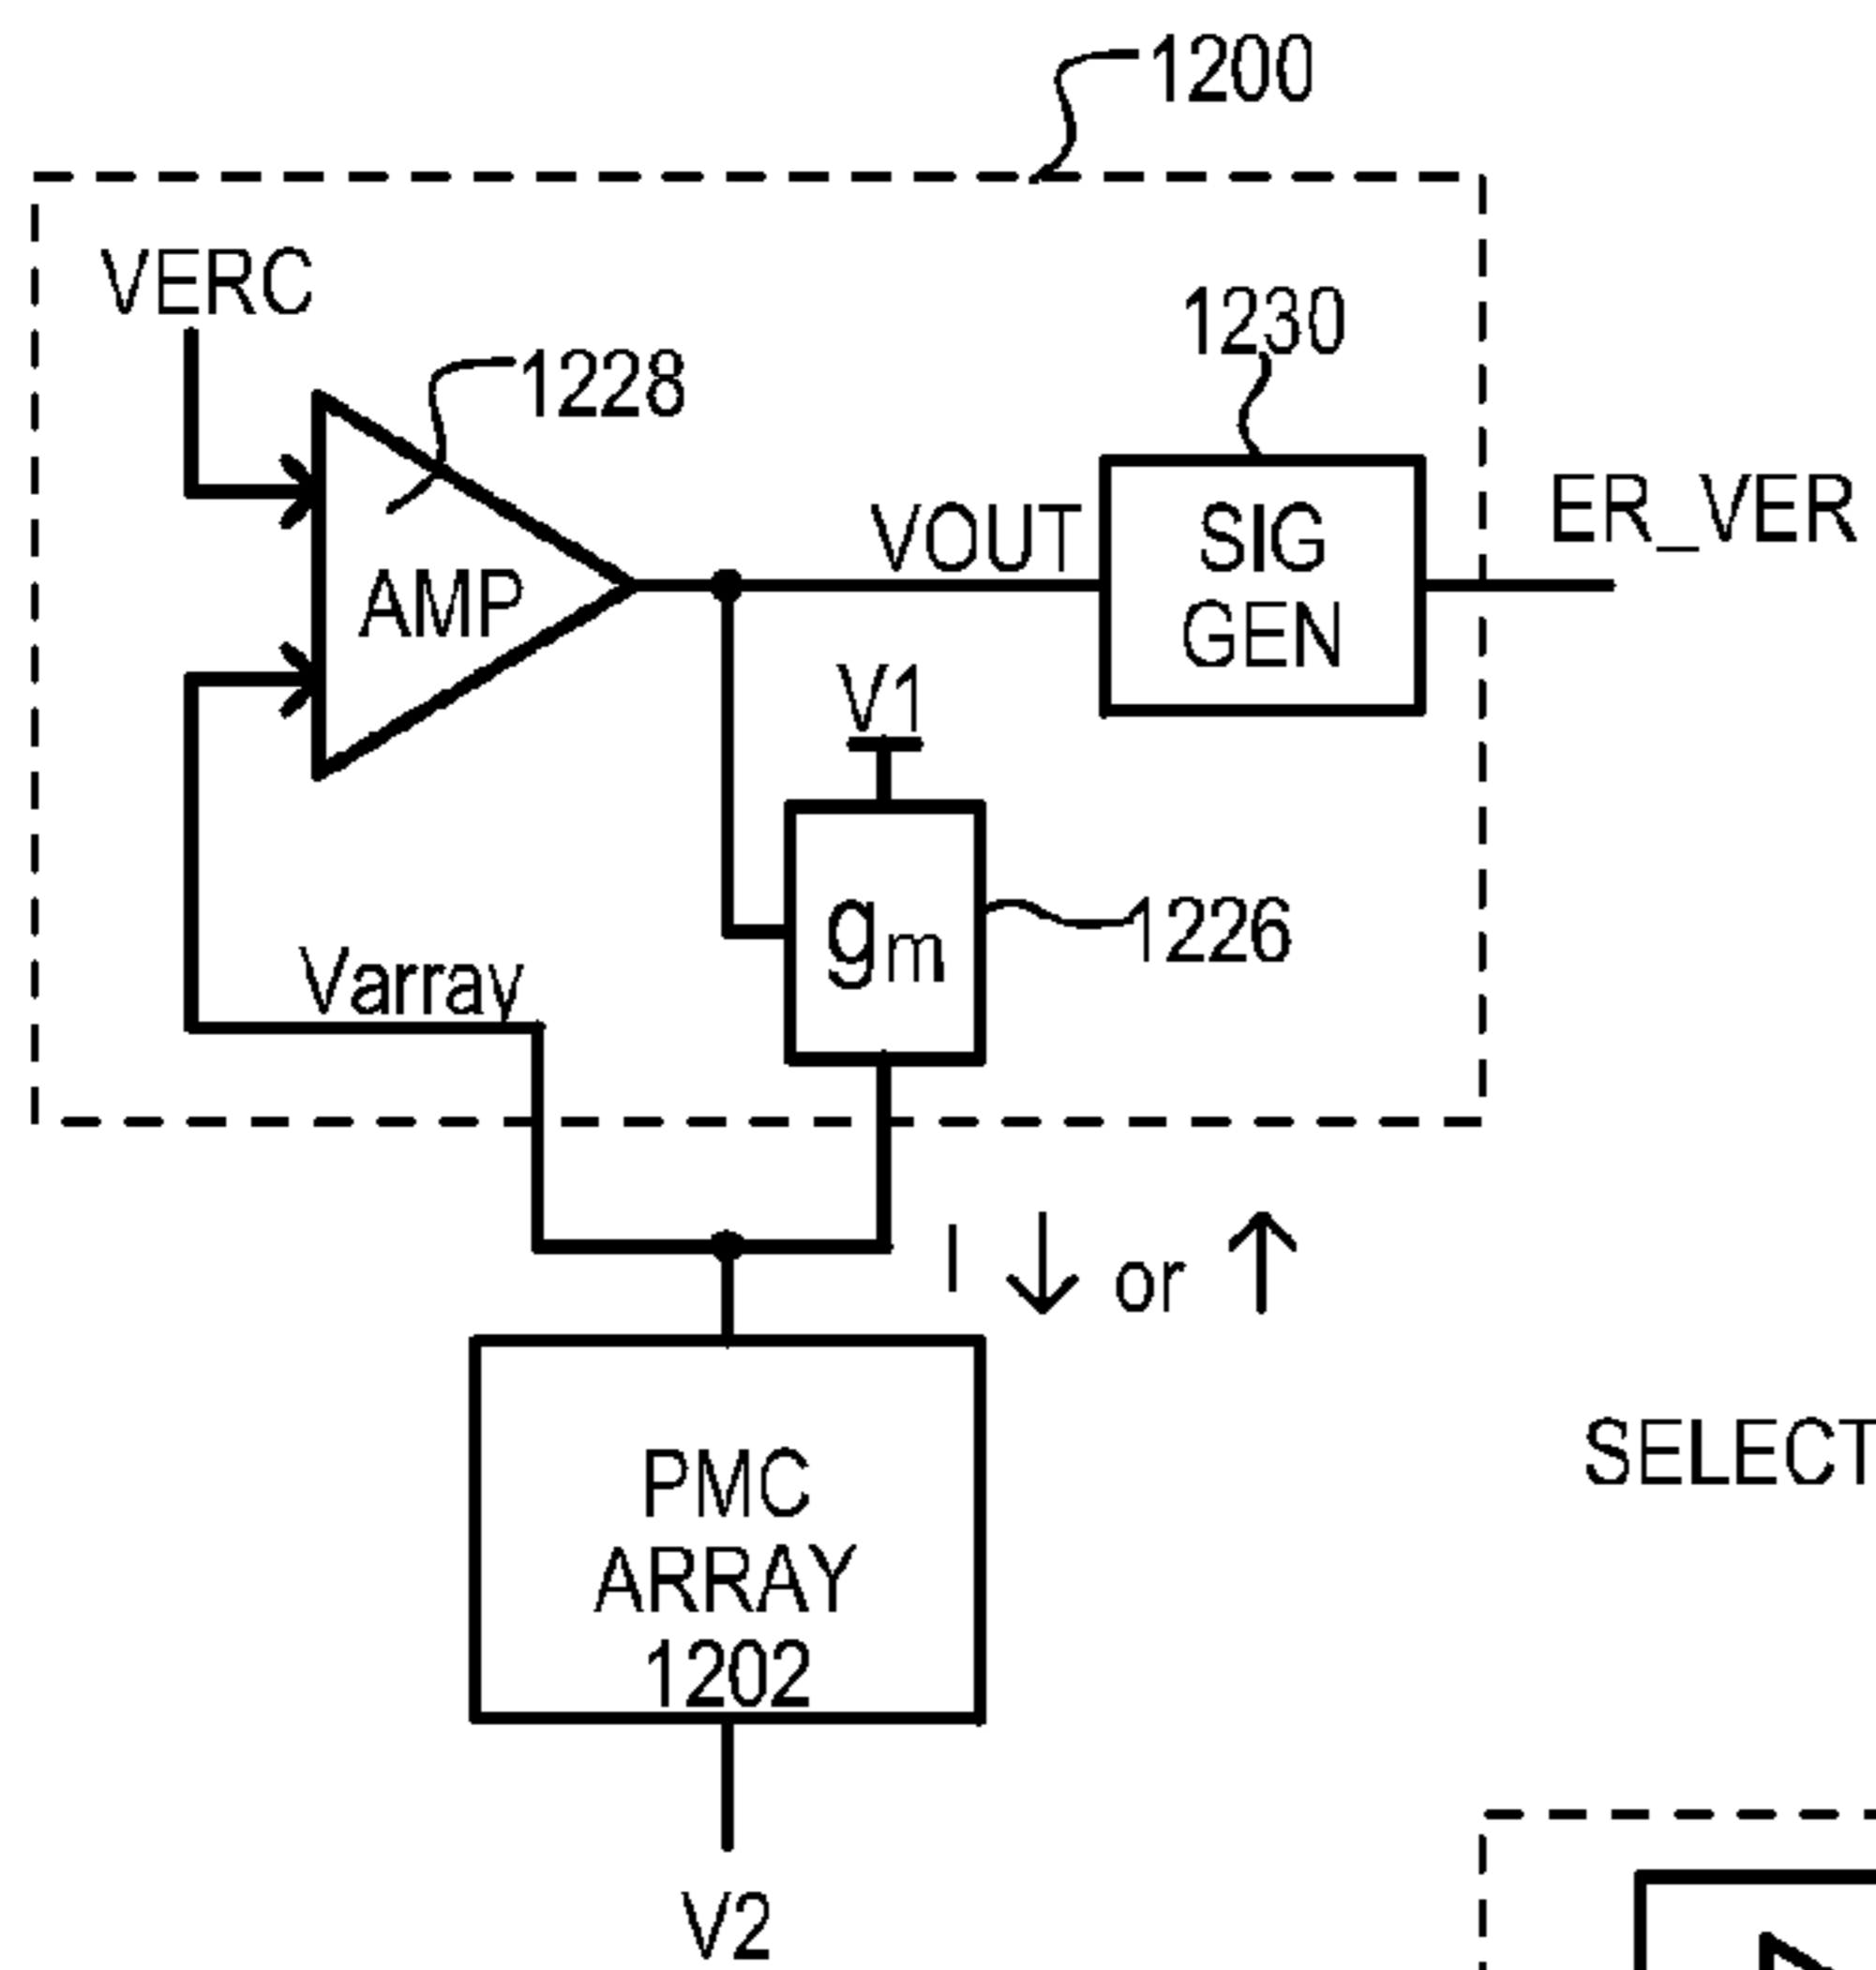 1200
VERC
1230
1228
ER_VER
VOUT
SIG
GEN
AMP
V1
gm
1226
Varray
I ↓ or ↑
PMC
ARRAY
1202
SELECT
V2